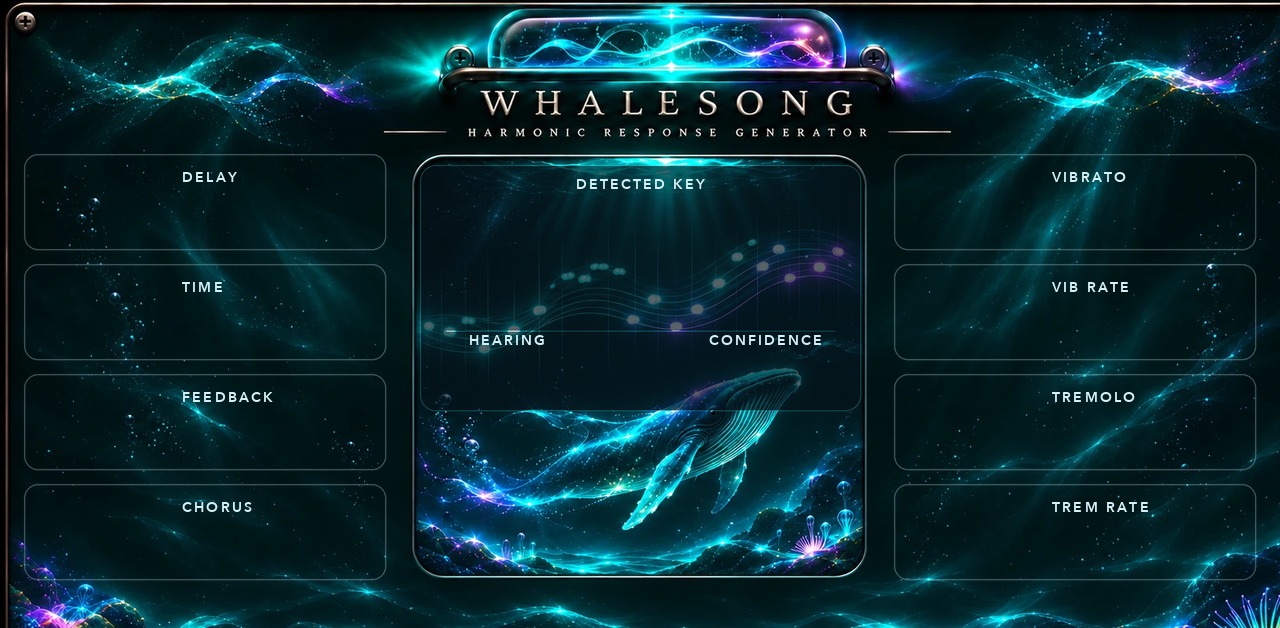 WHALESONG
HARMONIC RESPONSE GENERATOR
DELAY
TIME
FEEDBACK
CHORUS
DETECTED KEY
HEARING
CONFIDENCE
VIBRATO
VIB RATE
TREMOLO
TREM RATE